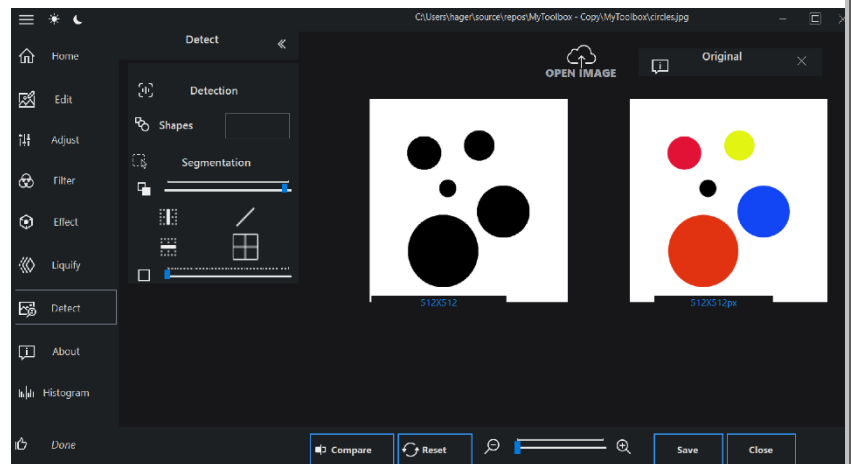 C:\Users\hager\source\repos\MyToolbox - Copy\MyToolbox\circles.jpg
Detect
Home
Edit
Adjust
Filter
Effect
Liquify
Detect
About
Histogram
Done
Detection
Shapes
Segmentation
OPEN IMAGE
Original
512X512
512X512px
Compare
Reset
Save
Close